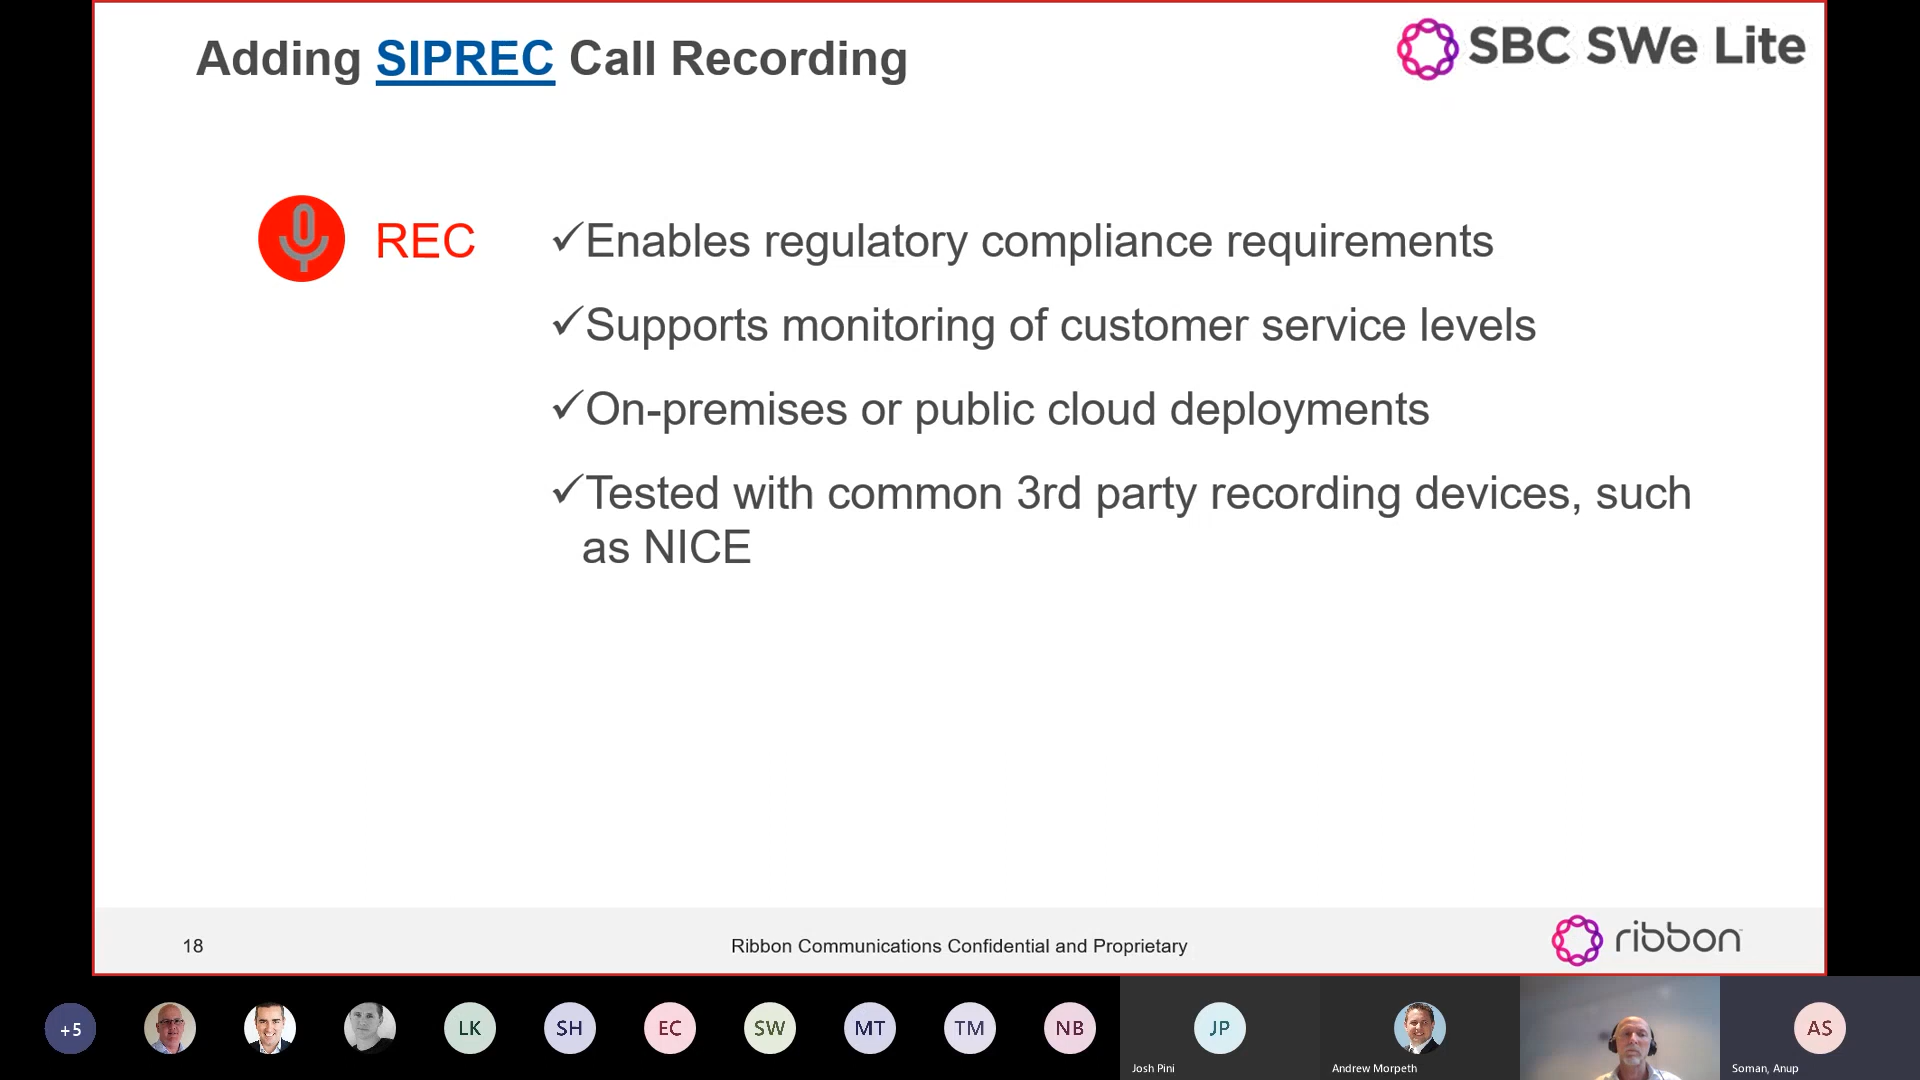 Adding SIPREC Call Recording
SBC SWe Lite
REC
✓Enables regulatory compliance requirements
✓Supports monitoring of customer service levels
✓On-premises or public cloud deployments
✓Tested with common 3rd party recording devices, such
as NICE
18
Ribbon Communications Confidential and Proprietary
ribbon
+5
LK
SH
EC
SW
MT
TM
NB
JP
AS
Josh Pini
Andrew Morpeth
Soman, Anup